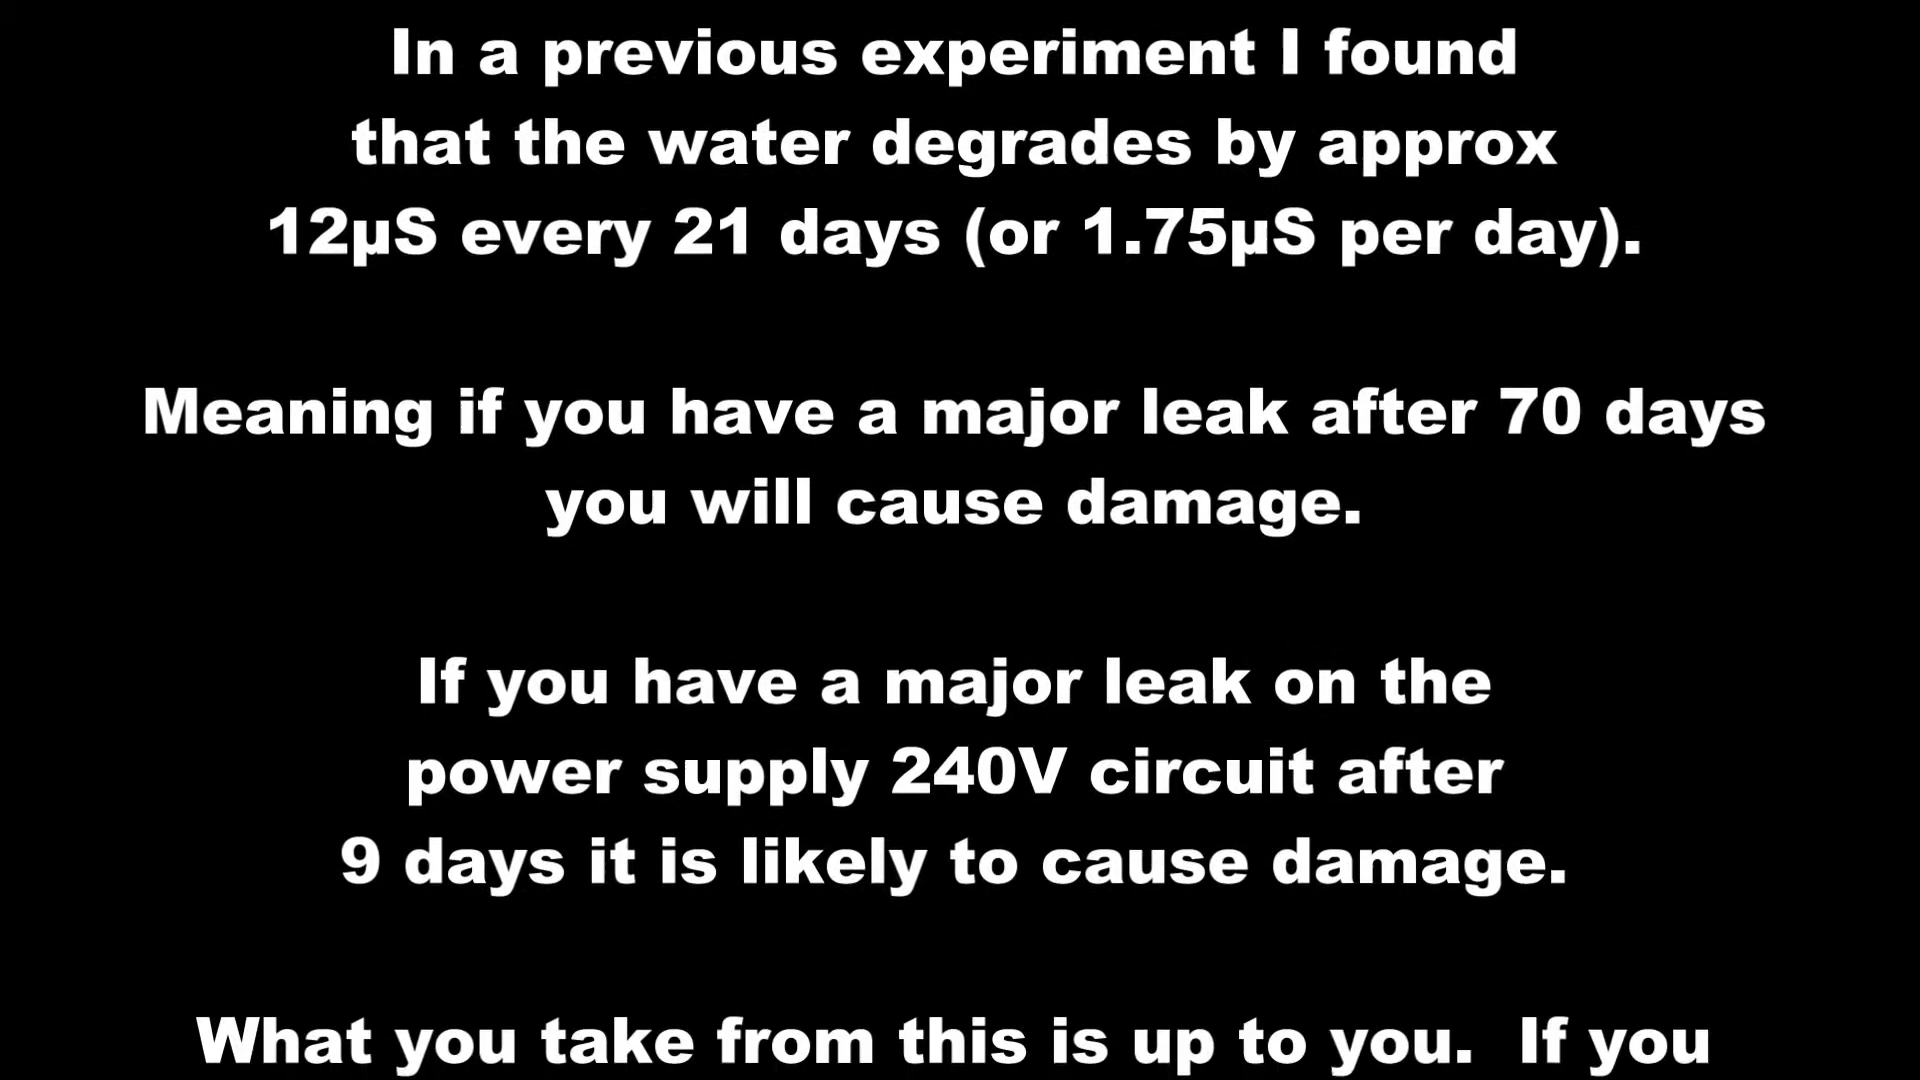 In a previous experiment I found
that the water degrades by approx
12µS every 21 days (or 1.75µS per day).
Meaning if you have a major leak after 70 days
you will cause damage.
If you have a major leak on the
power supply 240V circuit after
9 days it is likely to cause damage.
What you take from this is up to you.  If you